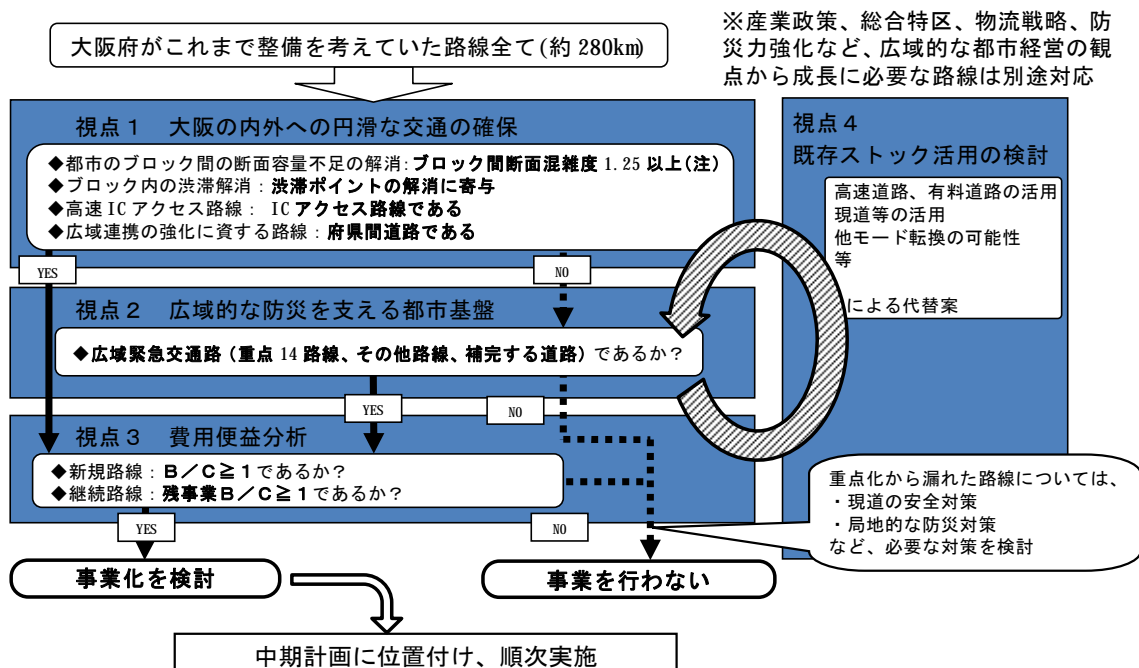 大阪府がこれまで整備を考えていた路線全て(約280km)
※産業政策、総合特区、物流戦略、防
災力強化など、広域的な都市経営の観
点から成長に必要な路線は別途対応
視点1 大阪の内外への円滑な交通の確保
◆都市のブロック間の断面容量不足の解消:ブロック間断面混雑度1.25以上(注)
◆ブロック内の渋滞解消:渋滞ポイントの解消に寄与
◆高速ICアクセス路線: ICアクセス路線である
◆広域連携の強化に資する路線:府県間道路である
YES
NO
視点2 広域的な防災を支える都市基盤
◆広域緊急交通路(重点14路線、その他路線、補完する道路)であるか?
YES
NO
視点3 費用便益分析
◆新規路線:B/C≧1であるか?
◆継続路線:残事業B/C≧1であるか?
YES
NO
視点4
既存ストック活用の検討
高速道路、有料道路の活用
現道等の活用
他モード転換の可能性
等
による代替案
重点化から漏れた路線については、
・現道の安全対策
・局地的な防災対策
など、必要な対策を検討
事業化を検討
事業を行わない
中期計画に位置付け、順次実施